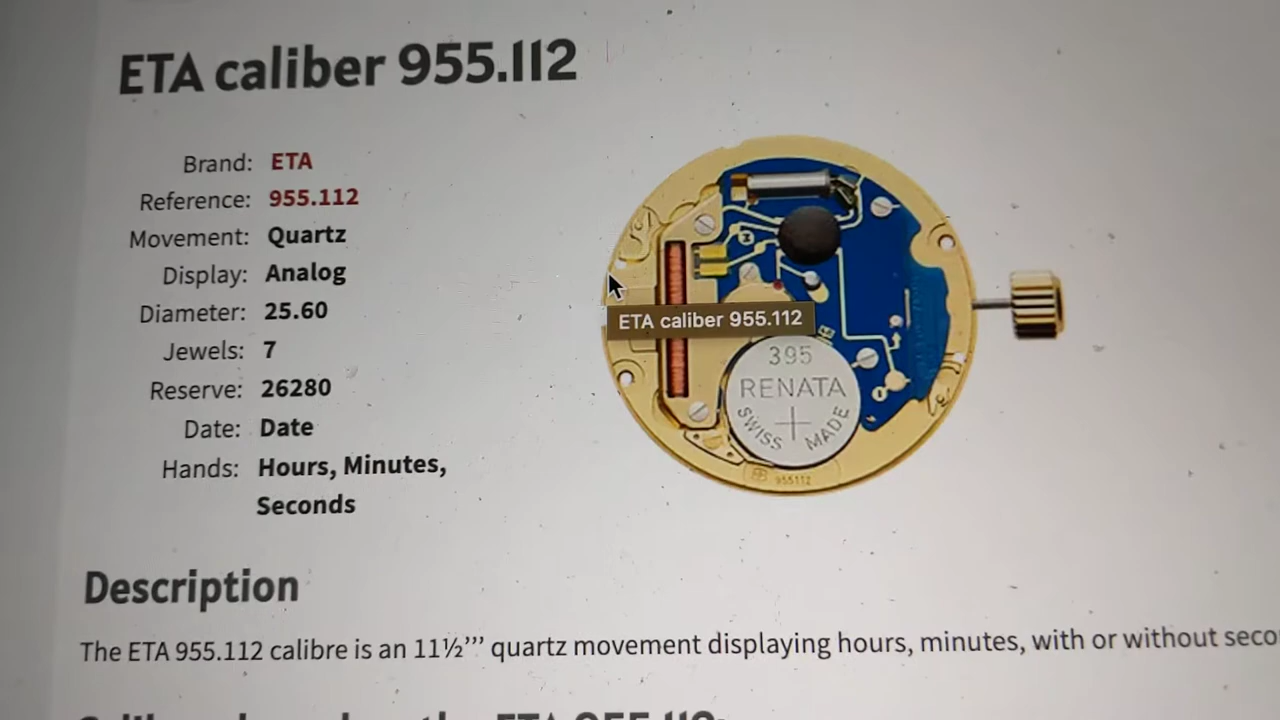 ETA caliber 955.112
Brand: ETA
Reference: 955.112
Movement: Quartz
Display: Analog
Diameter: 25.60
Jewels: 7
Reserve: 26280
Date: Date
Hands: Hours, Minutes,
Seconds
ETA caliber 955.112
395
RENATA
SWISS MADE
955112
Description
The ETA 955.112 calibre is an 11½’’’ quartz movement displaying hours, minutes, with or without seco